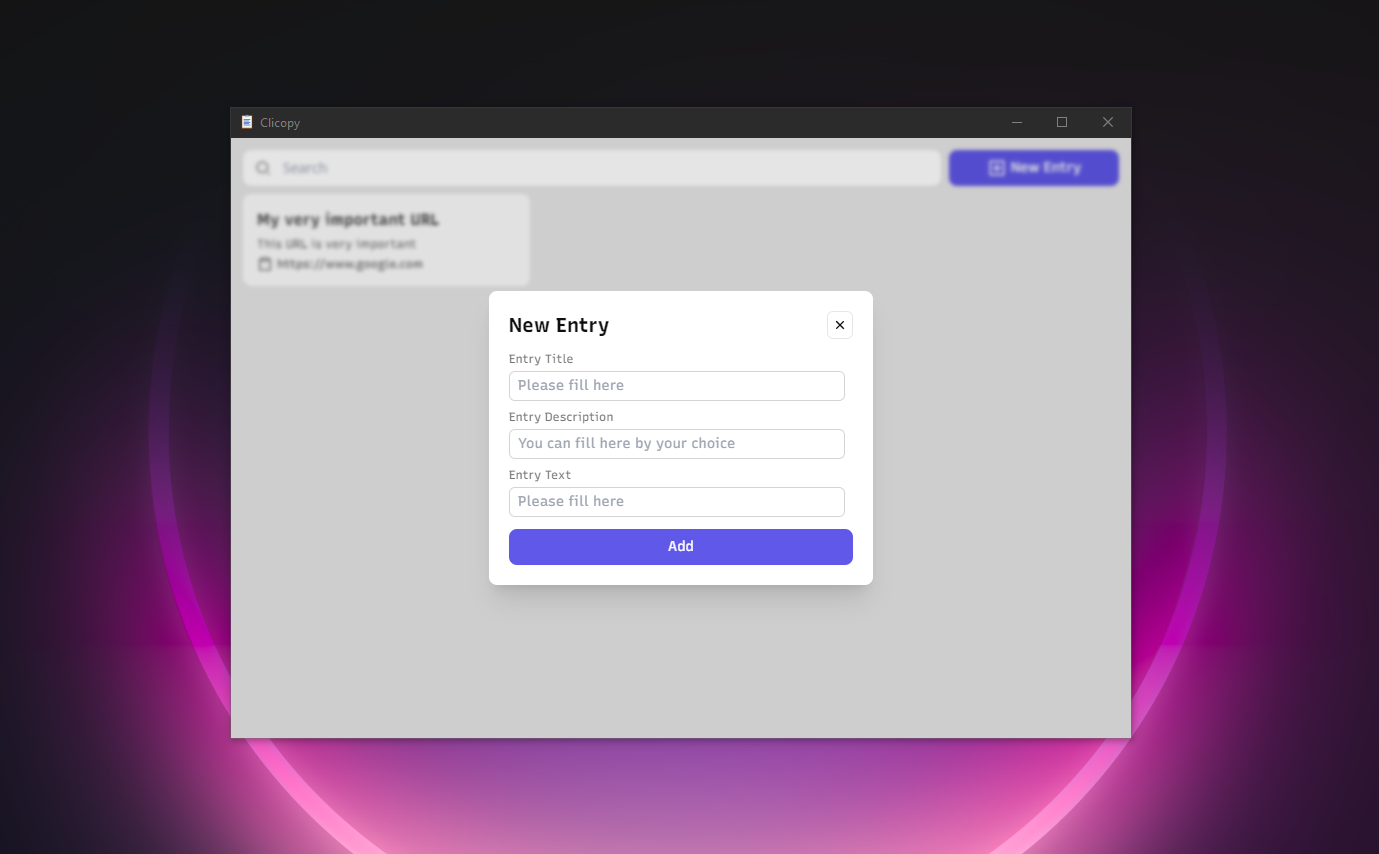 Clicopy
Search
New Entry
My very important URL
This URL is very important
https://www.google.com
New Entry
Entry Title
Please fill here
Entry Description
You can fill here by your choice
Entry Text
Please fill here
Add